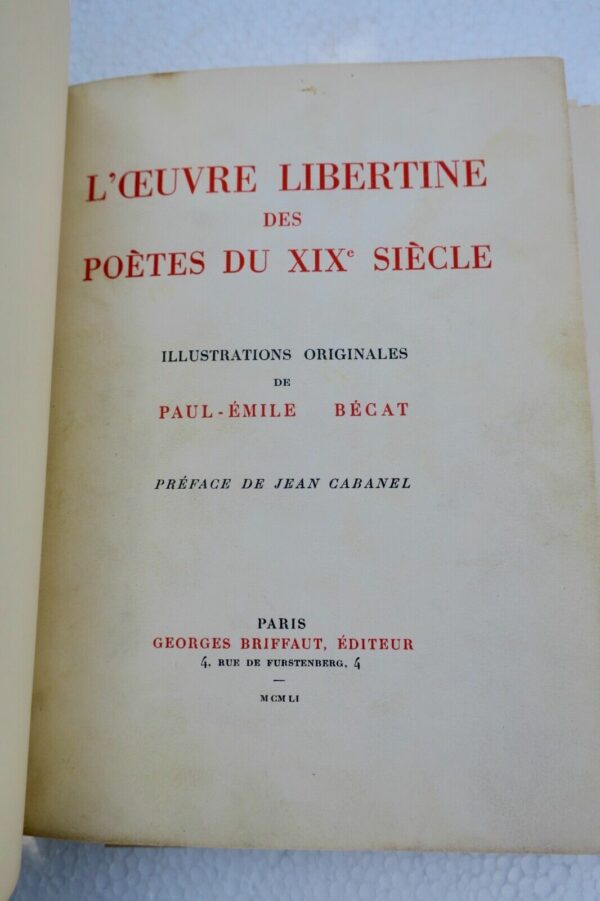 L'ŒUVRE LIBERTINE
DES
POÈTES DU XIXe SIÈCLE
ILLUSTRATIONS ORIGINALES
DE
PAUL-ÉMILE BÉCAT
PRÉFACE DE JEAN CABANEL
PARIS
GEORGES BRIFFAUT, ÉDITEUR
4, RUE DE FURSTENBERG, 4
—
MCMLI